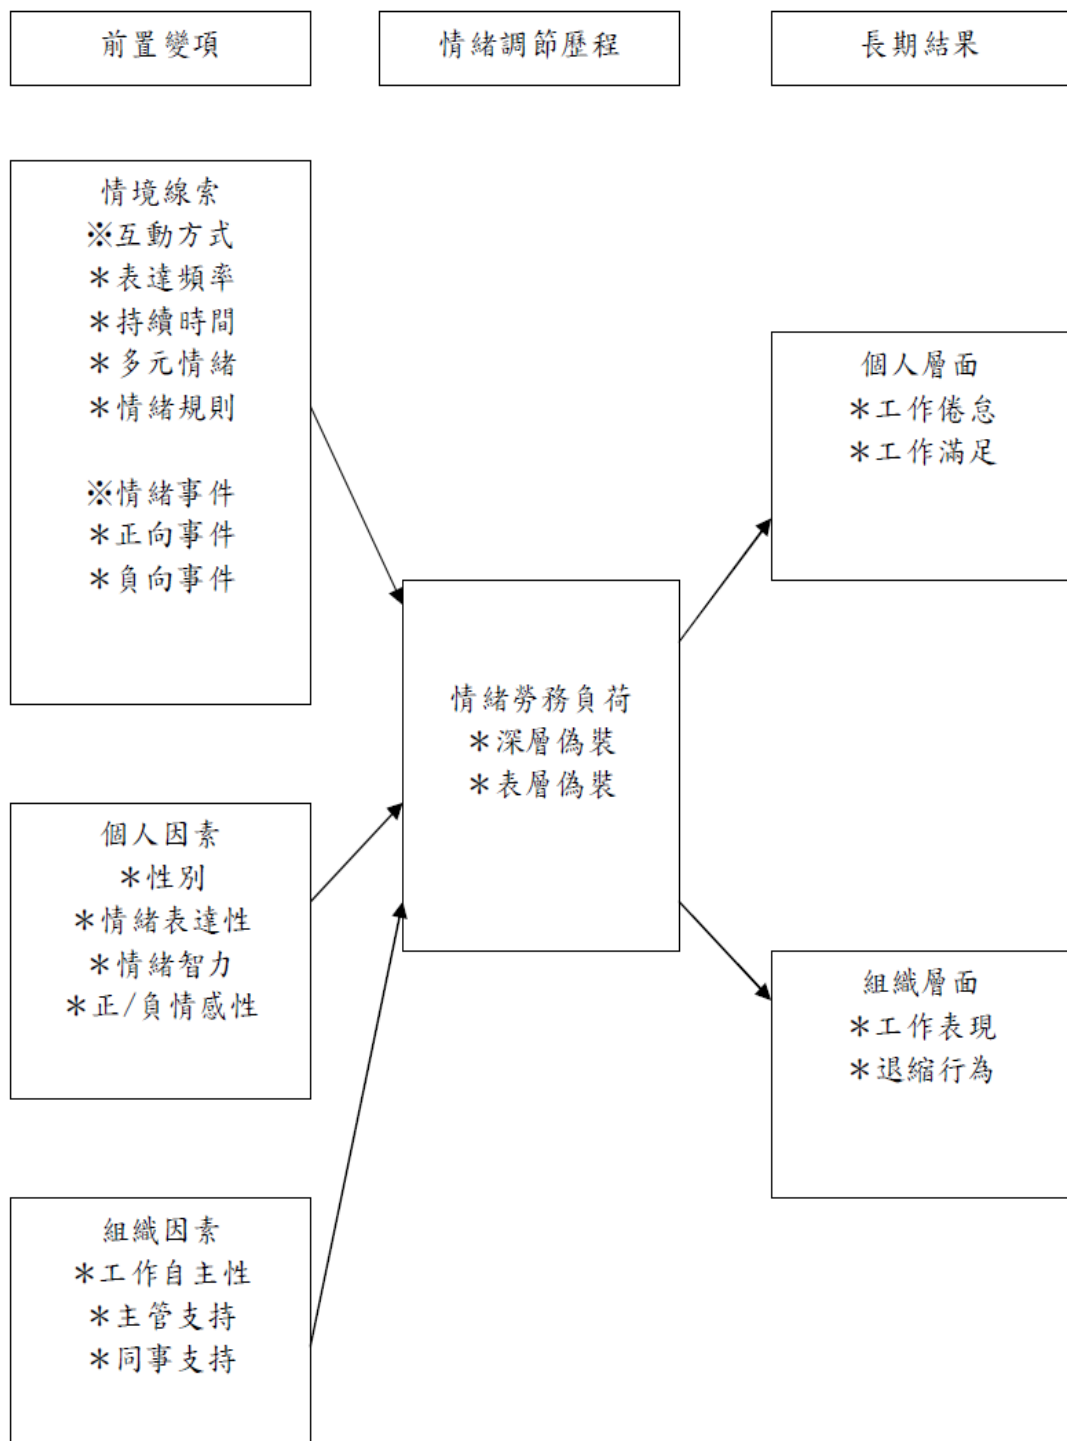 前置變項
情緒調節歷程
長期結果
情境線索
※互動方式
＊表達頻率
＊持續時間
＊多元情緒
＊情緒規則
※情緒事件
＊正向事件
＊負向事件
個人因素
＊性別
＊情緒表達性
＊情緒智力
＊正/負情感性
組織因素
＊工作自主性
＊主管支持
＊同事支持
情緒勞務負荷
＊深層偽裝
＊表層偽裝
個人層面
＊工作倦怠
＊工作滿足
組織層面
＊工作表現
＊退縮行為